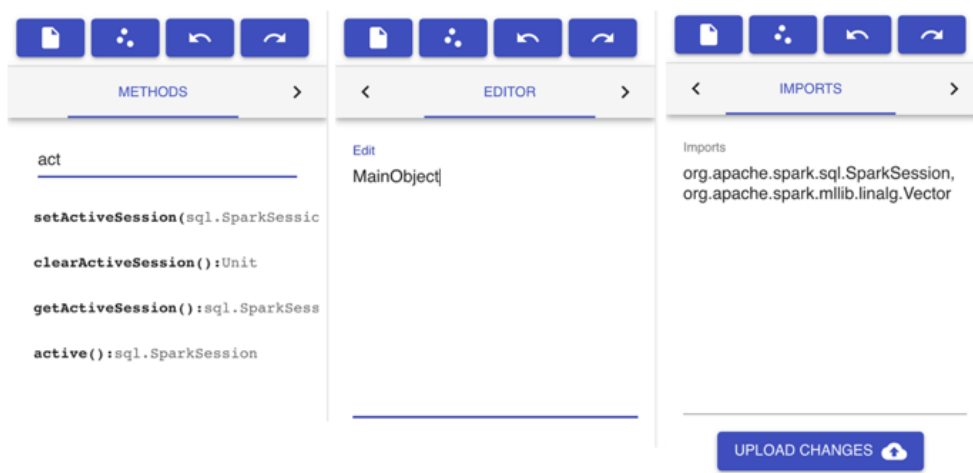 METHODS
act
setActiveSession(sql.SparkSessic
clearActiveSession():Unit
getActiveSession():sql.SparkSess
active():sql.SparkSession
EDITOR
Edit
MainObject
IMPORTS
Imports
org.apache.spark.sql.SparkSession,
org.apache.spark.mllib.linalg.Vector
UPLOAD CHANGES